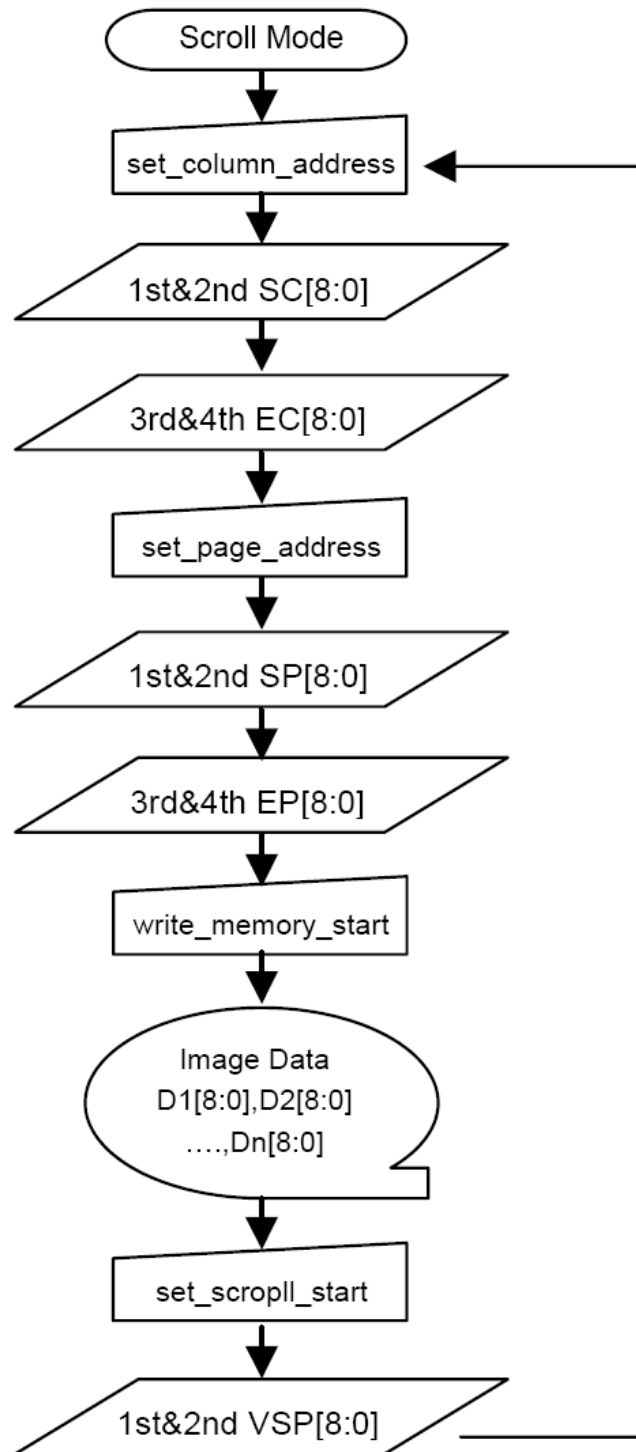 Scroll Mode
set_column_address
1st&2nd SC[8:0]
3rd&4th EC[8:0]
set_page_address
1st&2nd SP[8:0]
3rd&4th EP[8:0]
write_memory_start
Image Data
D1[8:0],D2[8:0]
....,Dn[8:0]
set_scropll_start
1st&2nd VSP[8:0]